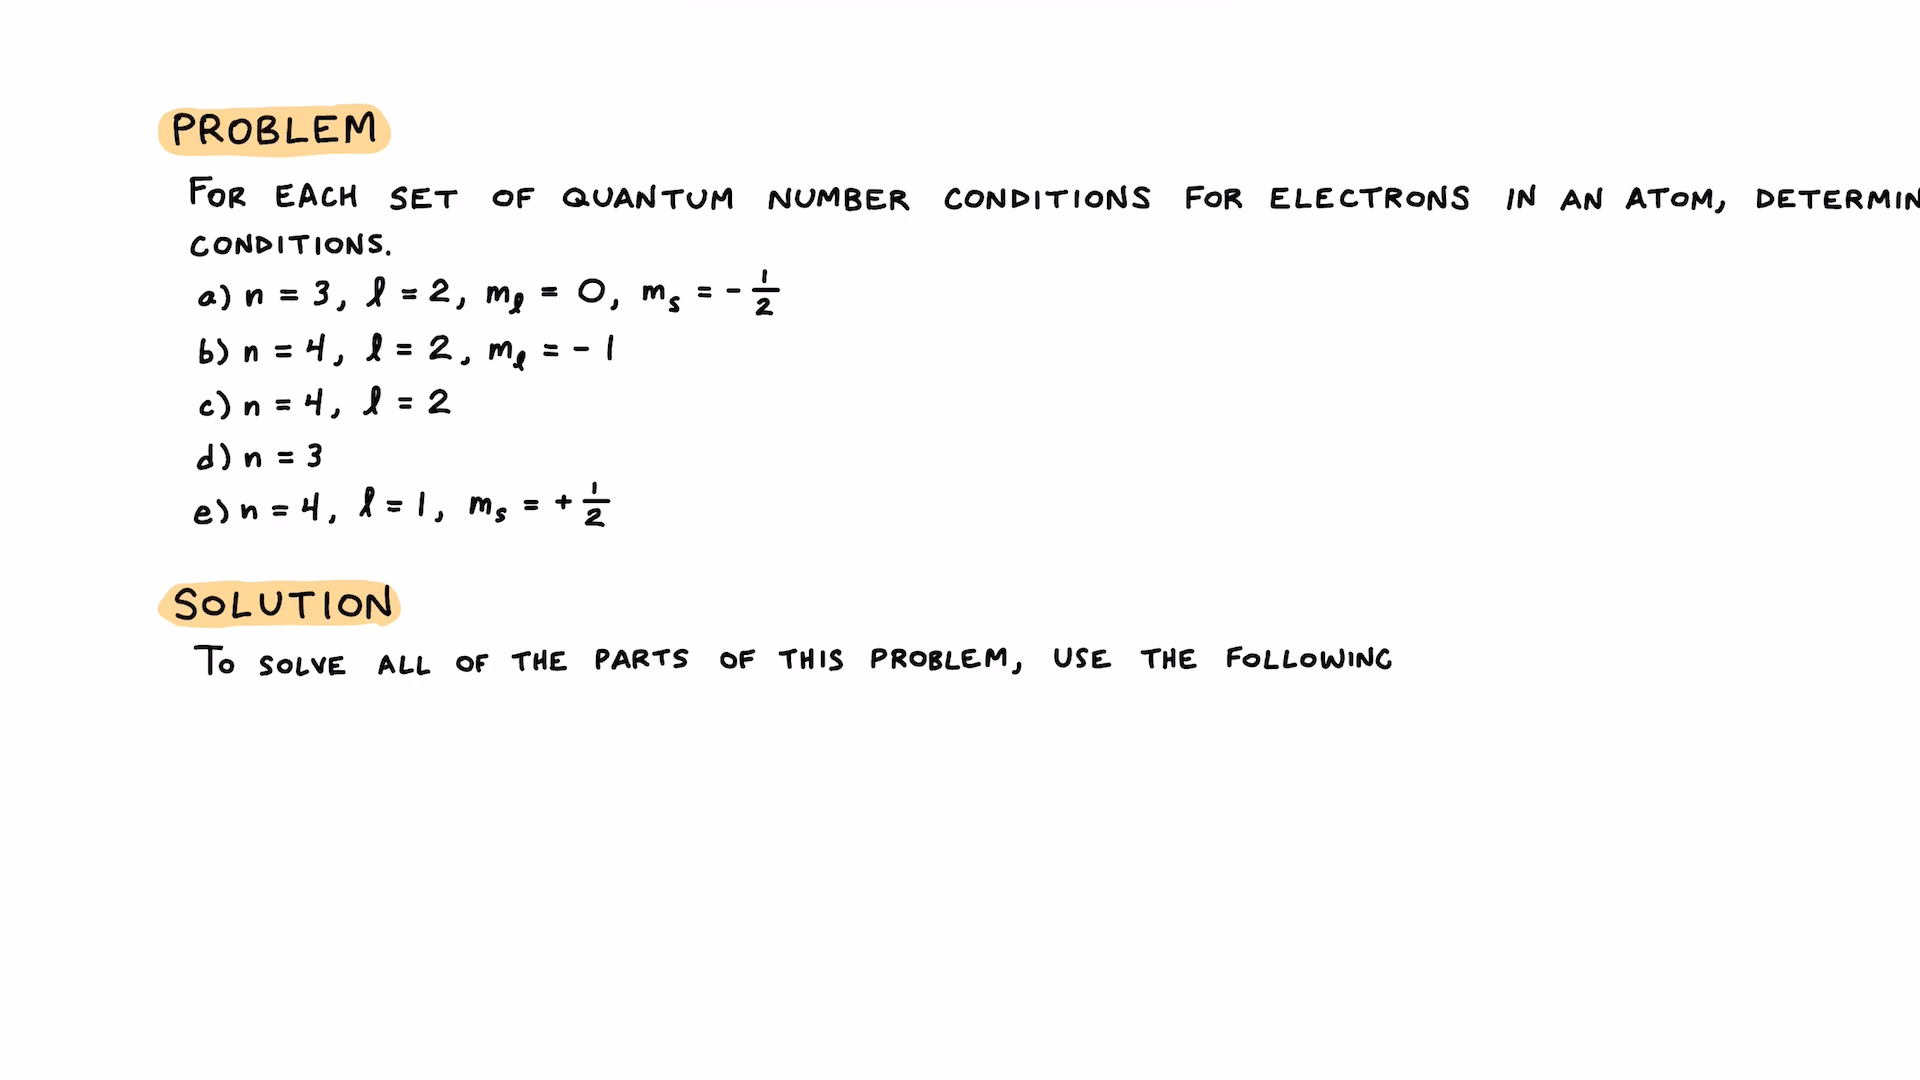 PROBLEM
FOR EACH SET OF QUANTUM NUMBER CONDITIONS FOR ELECTRONS IN AN ATOM, DETERMIN
CONDITIONS.
a) n = 3, l = 2, mₗ = 0, mₛ = - 1/2
b) n = 4, l = 2, mₗ = - 1
c) n = 4, l = 2
d) n = 3
e) n = 4, l = 1, mₛ = + 1/2
SOLUTION
TO SOLVE ALL OF THE PARTS OF THIS PROBLEM, USE THE FOLLOWING